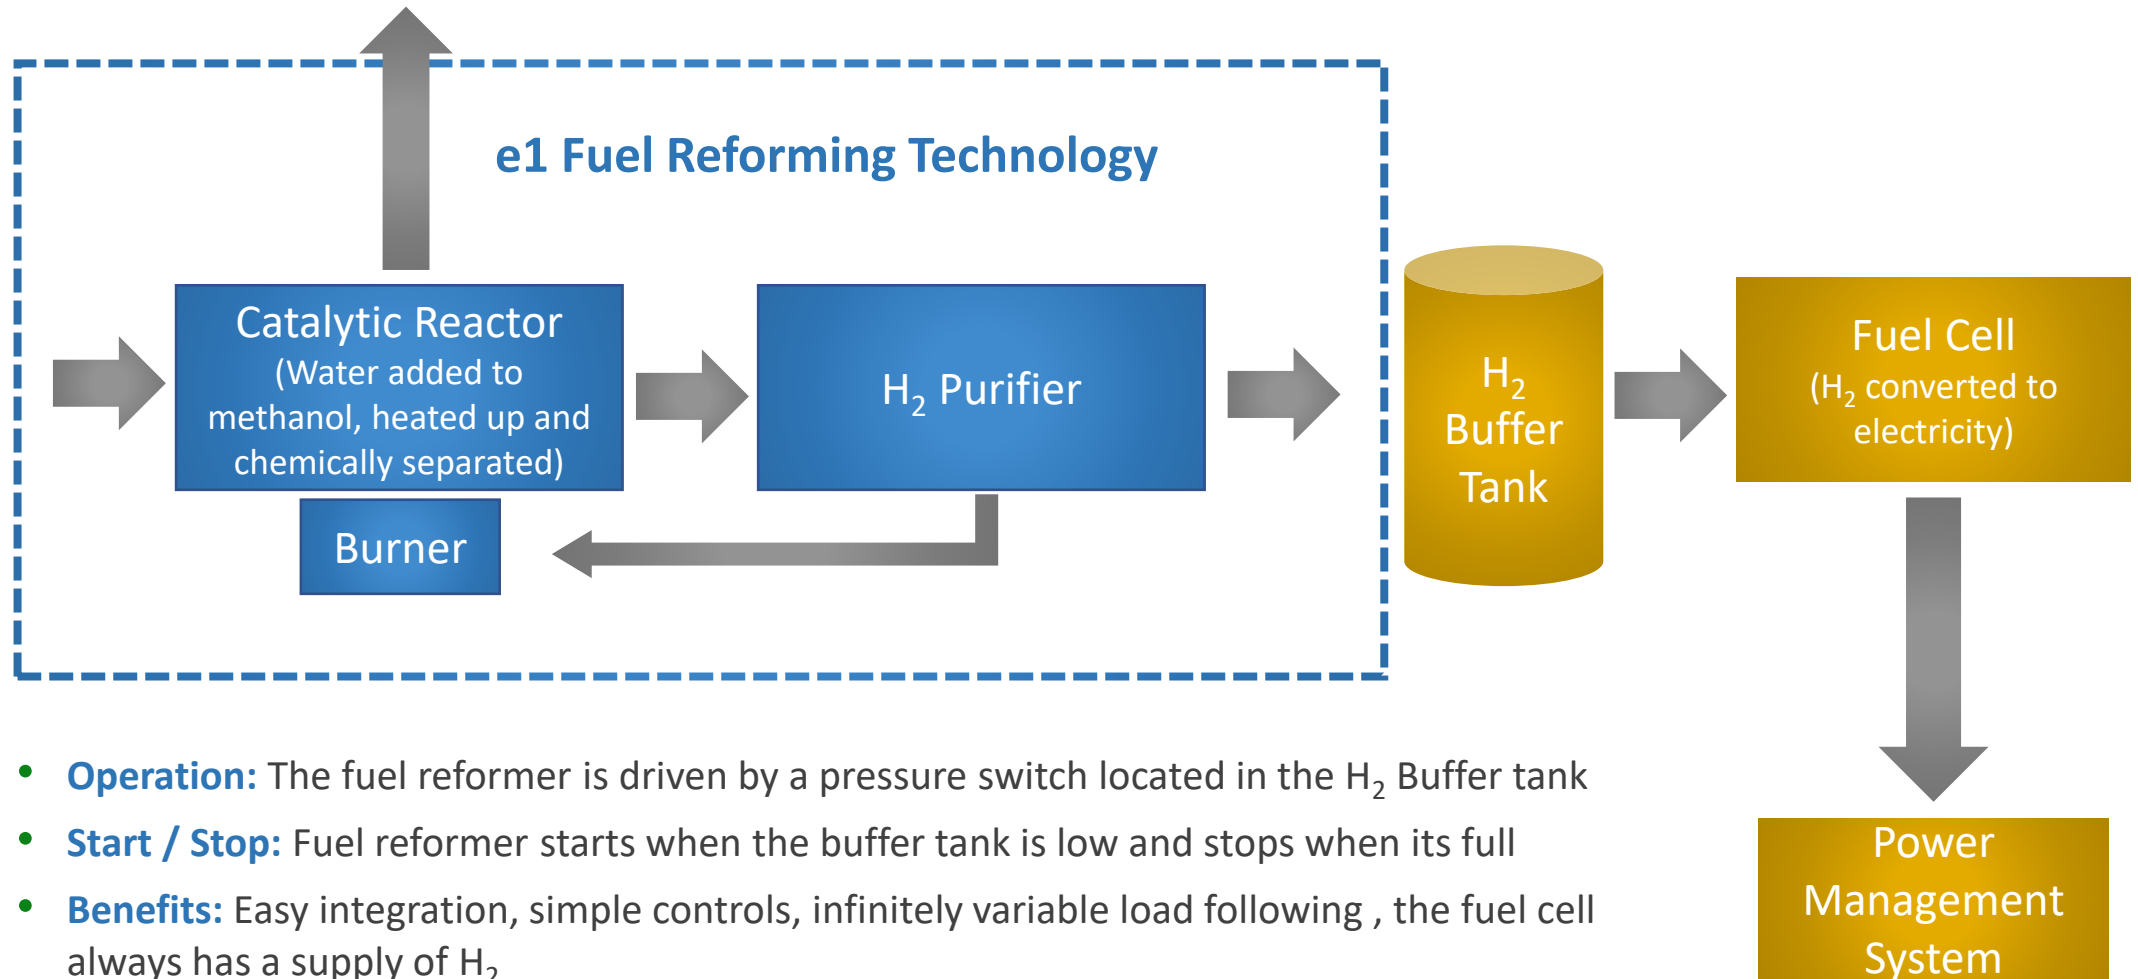 e1 Fuel Reforming Technology
Catalytic Reactor
(Water added to
methanol, heated up and
chemically separated)
Burner
H₂ Purifier
H₂
Buffer
Tank
Fuel Cell
(H₂ converted to
electricity)
Power
Management
System
• Operation: The fuel reformer is driven by a pressure switch located in the H₂ Buffer tank
• Start / Stop: Fuel reformer starts when the buffer tank is low and stops when its full
• Benefits: Easy integration, simple controls, infinitely variable load following , the fuel cell
always has a supply of H₂